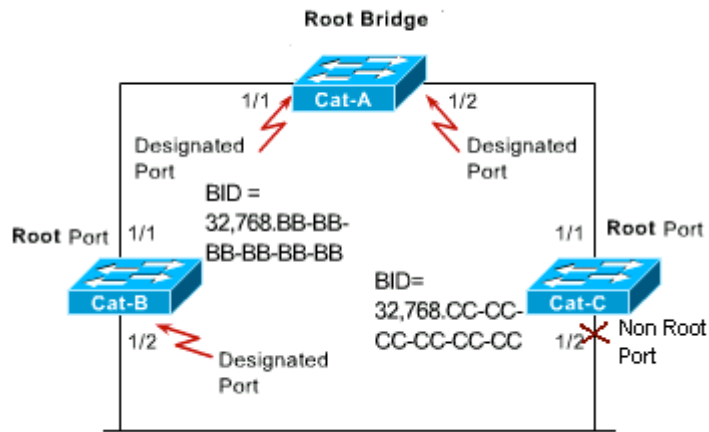 Root Bridge
1/1
Cat-A
1/2
Designated
Port
Designated
Port
BID =
32,768.BB-BB-
BB-BB-BB-BB
Root Port
1/1
1/1
Root Port
Cat-B
BID=
32,768.CC-CC-
CC-CC-CC-CC
Cat-C
1/2
Designated
Port
1/2
Non Root
Port